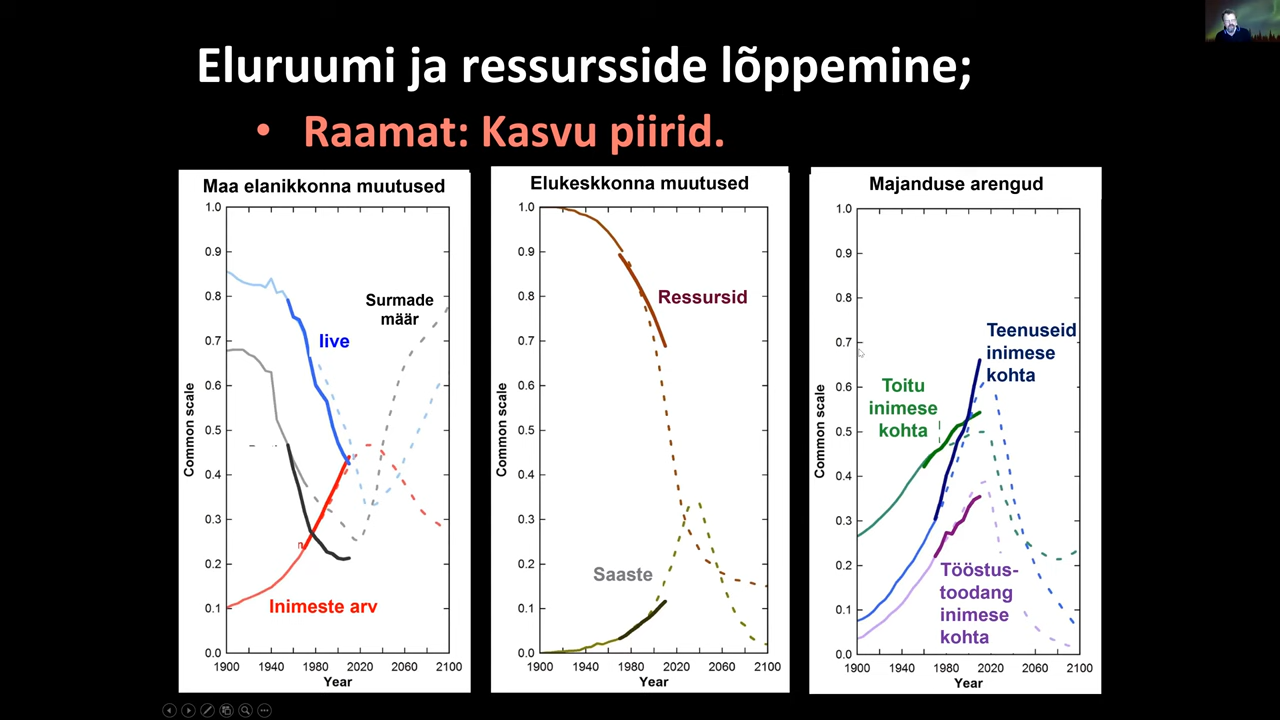 Eluruumi ja ressursside lõppemine;
• Raamat: Kasvu piirid.
Maa elanikkonna muutused
1.0
0.9
0.8
0.7
0.6
0.5
0.4
0.3
0.2
0.1
0.0
Common scale
Surmade
määr
Iive
Inimeste arv
1900 1940 1980 2020 2060 2100
Year
Elukeskkonna muutused
1.0
0.9
0.8
0.7
0.6
0.5
0.4
0.3
0.2
0.1
0.0
Common scale
Ressursid
Saaste
1900 1940 1980 2020 2060 2100
Year
Majanduse arengud
1.0
0.9
0.8
0.7
0.6
0.5
0.4
0.3
0.2
0.1
0.0
Common scale
Teenuseid
inimese
kohta
Toitu
inimese
kohta
Tööstus-
toodang
inimese
kohta
1900 1940 1980 2020 2060 2100
Year